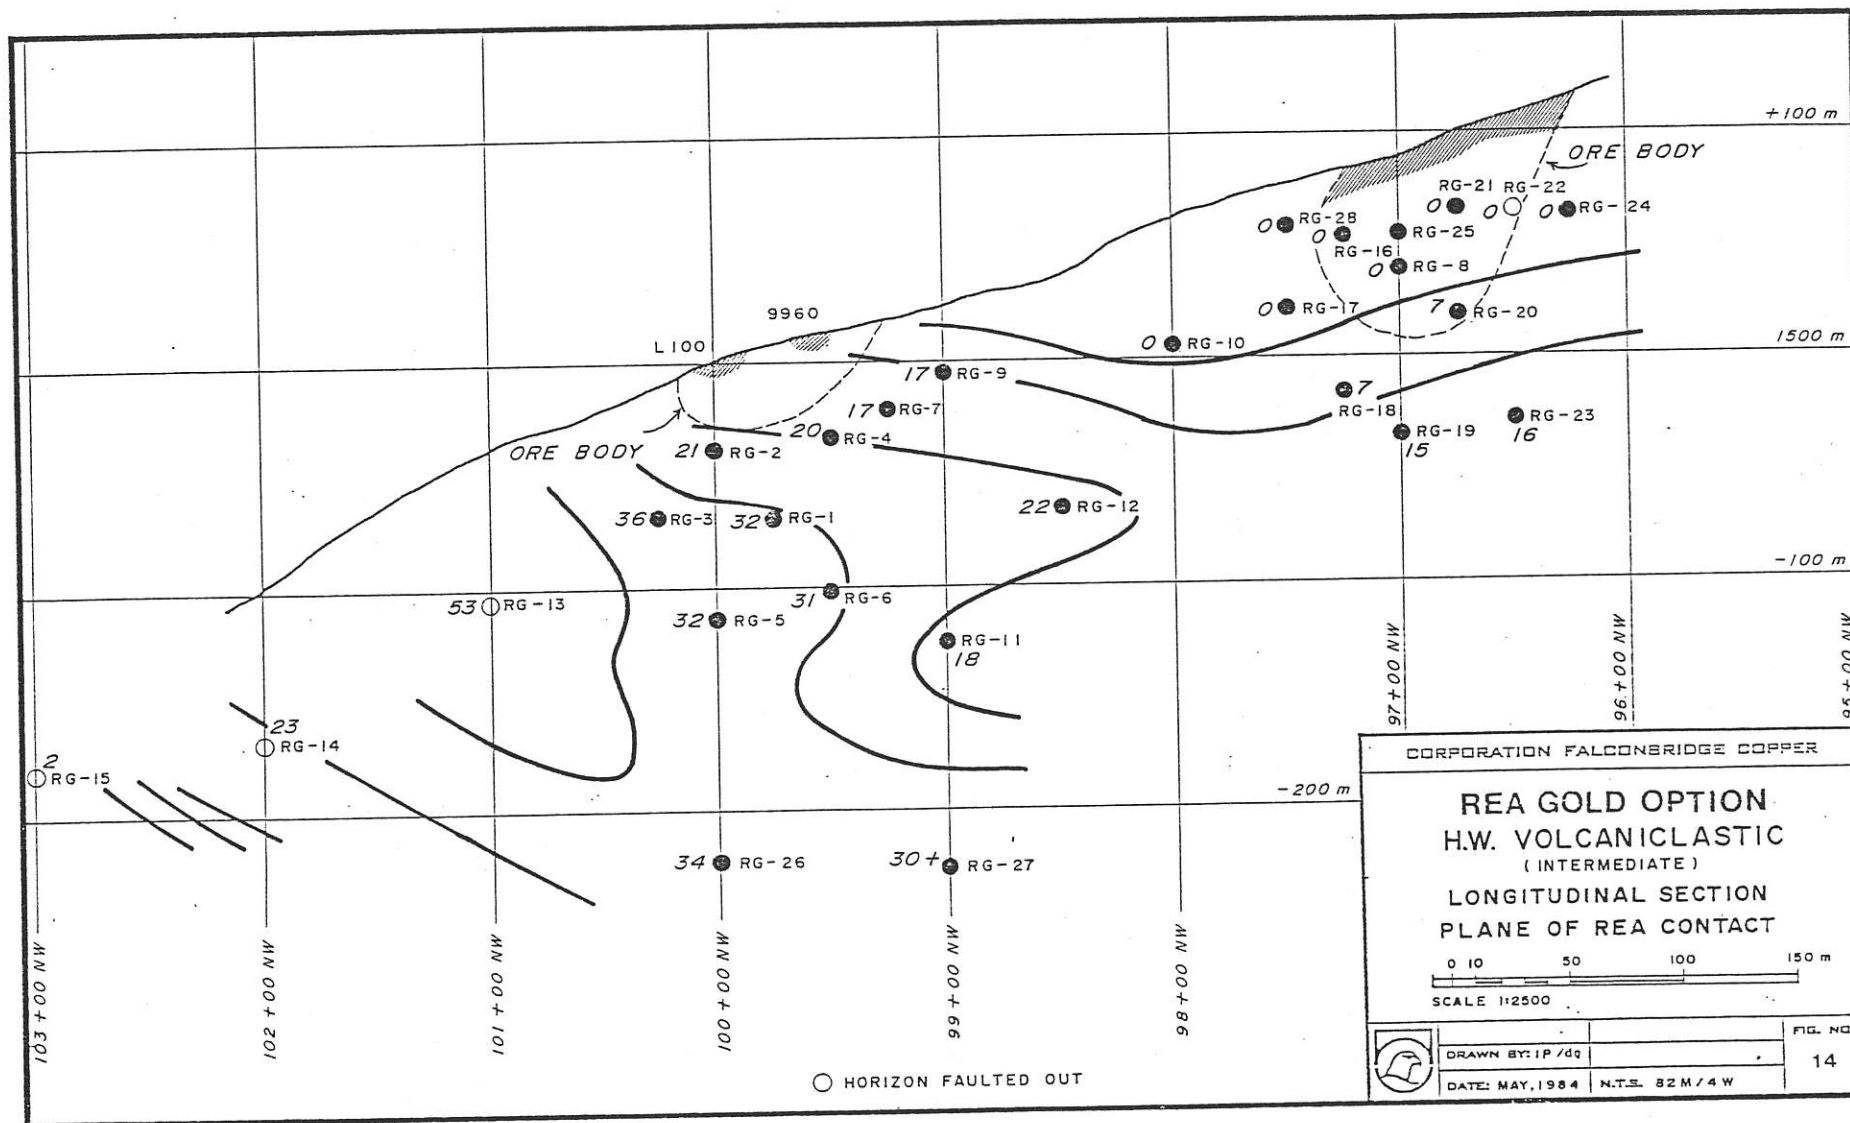 +100 m
ORE BODY
RG-21 RG-22
0 0 0 RG-24
0 RG-28
0 RG-25
RG-16
0 RG-8
0 RG-17
7 RG-20
9960
L100
0 RG-10
1500 m
17 RG-9
7
RG-18
17 RG-7
RG-23
16
20 RG-4
RG-19
15
ORE BODY
21 RG-2
22 RG-12
36 RG-3 32 RG-1
-100 m
31 RG-6
53 RG-13
32 RG-5
RG-11
18
23
RG-14
2
RG-15
-200 m
34 RG-26
30+ RG-27
103+00 NW
102+00 NW
101+00 NW
100+00 NW
99+00 NW
98+00 NW
97+00 NW
96+00 NW
95+00 NW
HORIZON FAULTED OUT
CORPORATION FALCONBRIDGE COPPER
REA GOLD OPTION
H.W. VOLCANICLASTIC
(INTERMEDIATE)
LONGITUDINAL SECTION
PLANE OF REA CONTACT
0 10 50 100 150 m
SCALE 1:2500
DRAWN BY: IP/dq
DATE: MAY, 1984 N.T.S. 82M/4W
FIG. NO
14